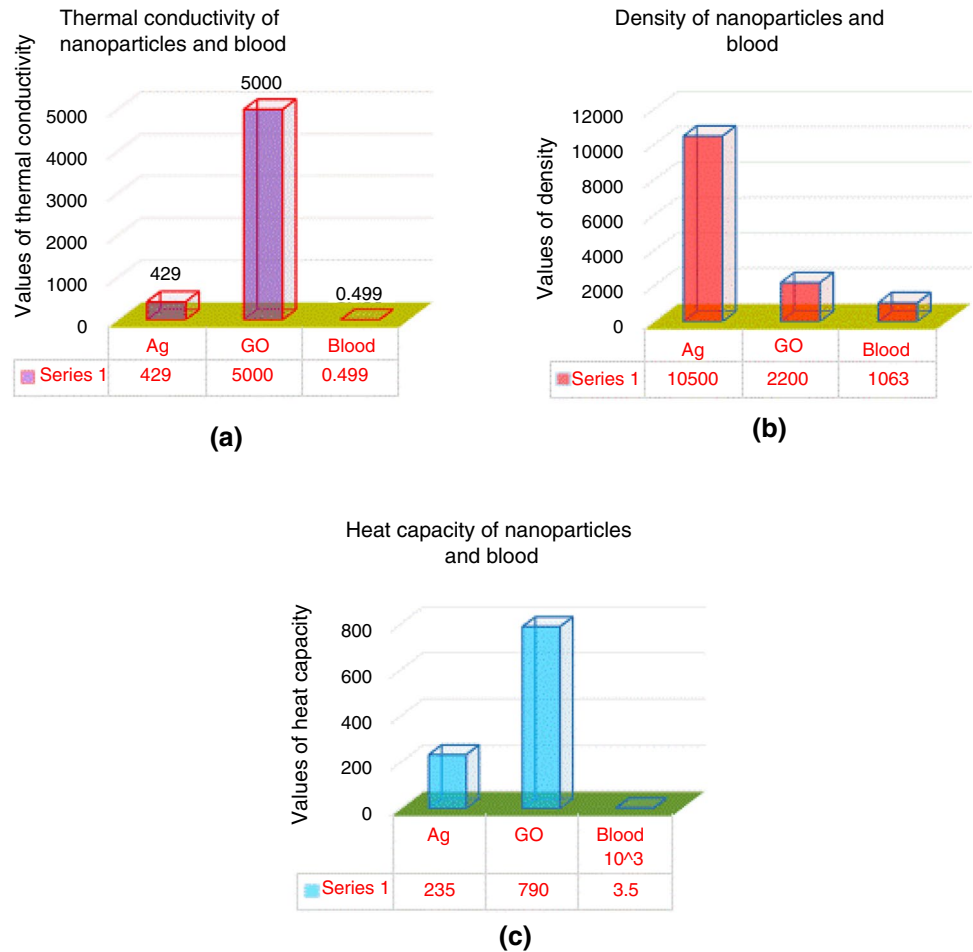 Thermal conductivity of
nanoparticles and blood
Values of thermal conductivity
5000
4000
3000
2000
1000
0
429
5000
0.499
Ag GO Blood
Series 1 429 5000 0.499
(a)
Density of nanoparticles and
blood
Values of density
12000
10000
8000
6000
4000
2000
0
Ag GO Blood
Series 1 10500 2200 1063
(b)
Heat capacity of nanoparticles
and blood
Values of heat capacity
800
600
400
200
0
Ag GO Blood
10^3
Series 1 235 790 3.5
(c)